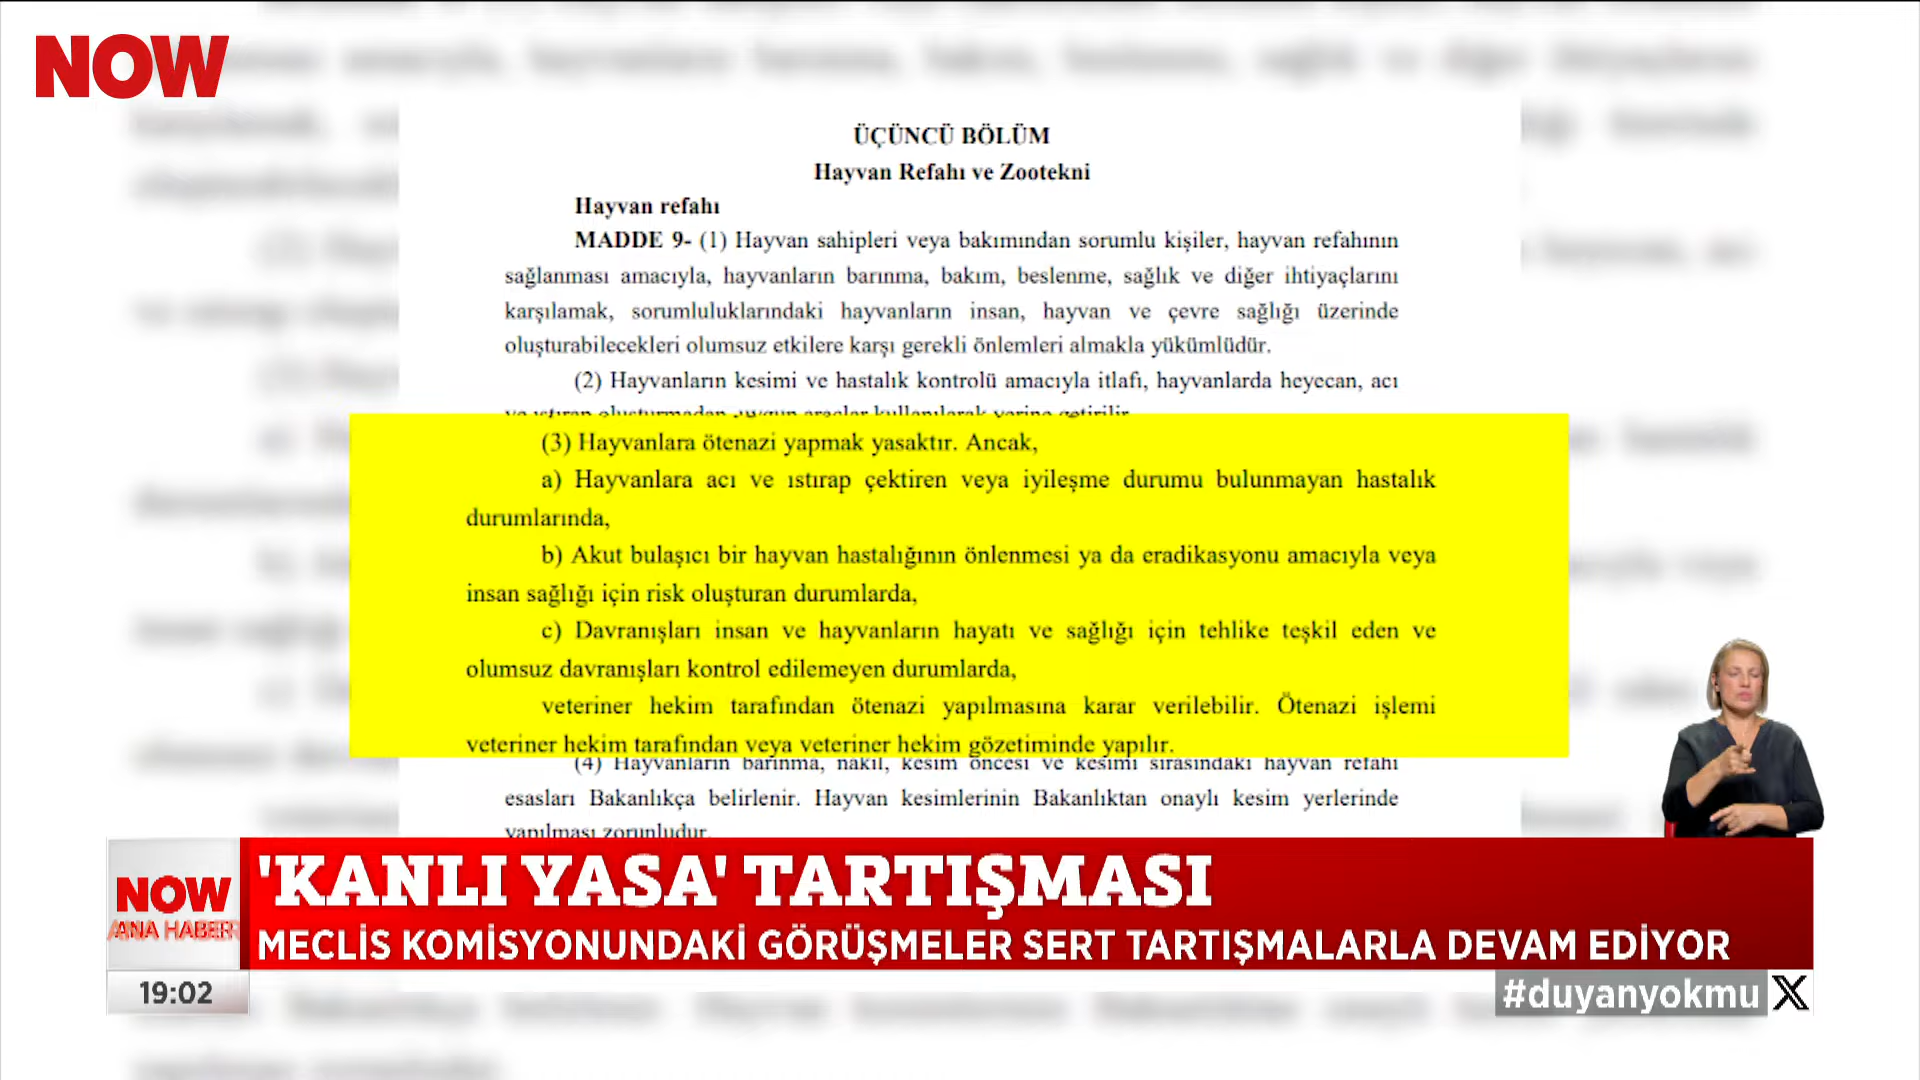 NOW
ÜÇÜNCÜ BÖLÜM
Hayvan Refahı ve Zootekni
Hayvan refahı
MADDE 9- (1) Hayvan sahipleri veya bakımından sorumlu kişiler, hayvan refahının
sağlanması amacıyla, hayvanların barınma, bakım, beslenme, sağlık ve diğer ihtiyaçlarını
karşılamak, sorumluluklarındaki hayvanların insan, hayvan ve çevre sağlığı üzerinde
oluşturabilecekleri olumsuz etkilere karşı gerekli önlemleri almakla yükümlüdür.
(2) Hayvanların kesimi ve hastalık kontrolü amacıyla itlafı, hayvanlarda heyecan, acı
ve ıstırap oluşturmadan uygun araçlar kullanılarak yerine getirilir.
(3) Hayvanlara ötenazi yapmak yasaktır. Ancak,
a) Hayvanlara acı ve ıstırap çektiren veya iyileşme durumu bulunmayan hastalık
durumlarında,
b) Akut bulaşıcı bir hayvan hastalığının önlenmesi ya da eradikasyonu amacıyla veya
insan sağlığı için risk oluşturan durumlarda,
c) Davranışları insan ve hayvanların hayatı ve sağlığı için tehlike teşkil eden ve
olumsuz davranışları kontrol edilemeyen durumlarda,
veteriner hekim tarafından ötenazi yapılmasına karar verilebilir. Ötenazi işlemi
veteriner hekim tarafından veya veteriner hekim gözetiminde yapılır.
(4) Hayvanların barınma, nakil, kesim öncesi ve kesimi sırasındaki hayvan refahı
esasları Bakanlıkça belirlenir. Hayvan kesimlerinin Bakanlıktan onaylı kesim yerlerinde
yapılması zorunludur.
'KANLI YASA' TARTIŞMASI
NOW
ANA HABER
MECLİS KOMİSYONUNDAKİ GÖRÜŞMELER SERT TARTIŞMALARLA DEVAM EDİYOR
19:02
#duyanyokmu X